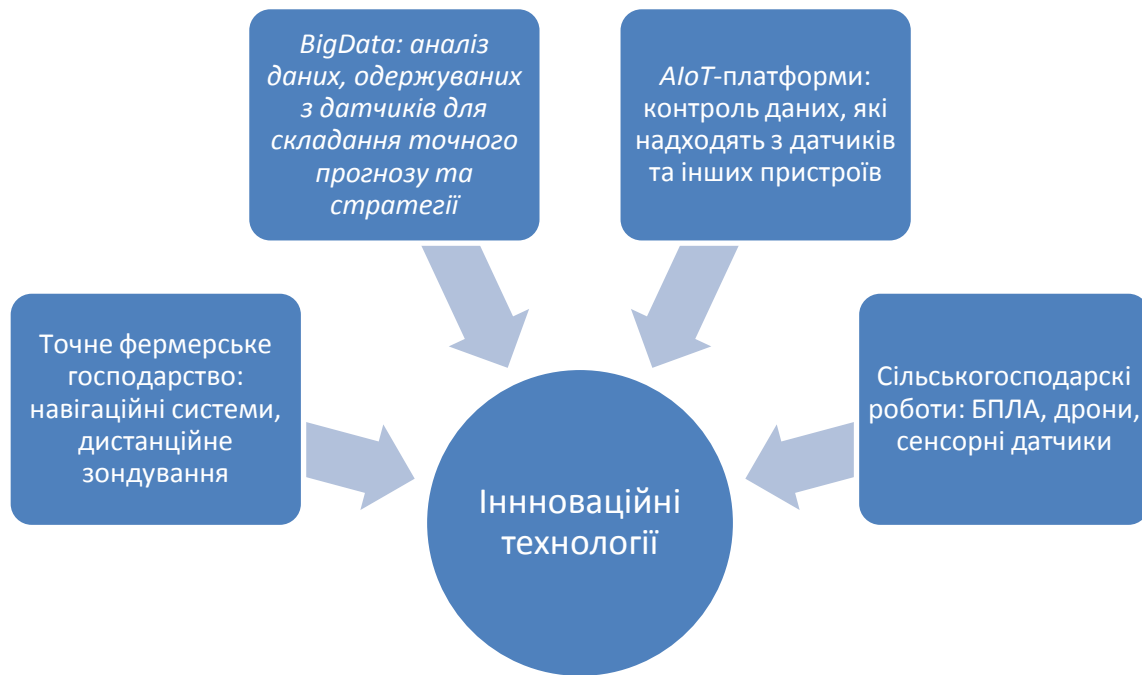 BigData: аналіз
даних, одержуваних
з датчиків для
складання точного
прогнозу та
стратегії
AIoT-платформи:
контроль даних, які
надходять з датчиків
та інших пристроїв
Точне фермерське
господарство:
навігаційні системи,
дистанційне
зондування
Сільськогосподарскі
роботи: БПЛА, дрони,
сенсорні датчики
Іннноваційні
технології